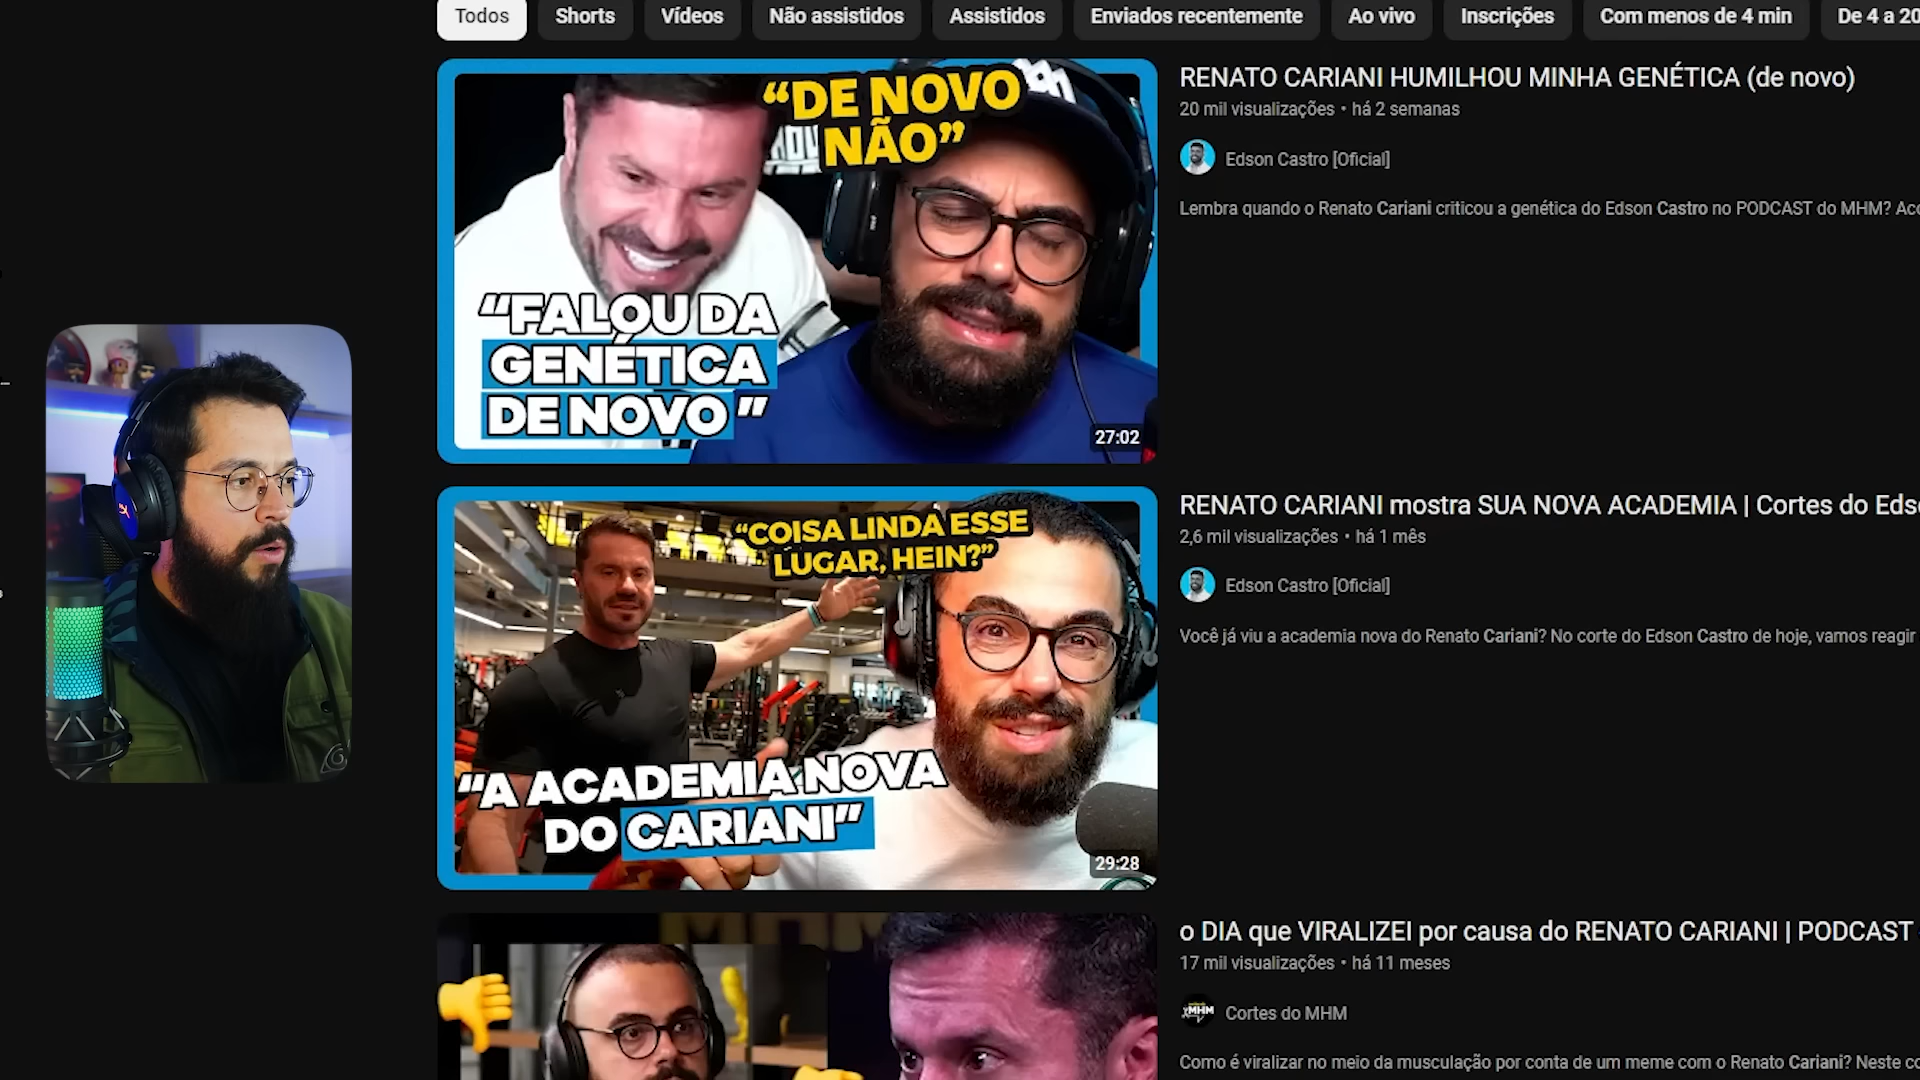 Todos
Shorts
Vídeos
Não assistidos
Assistidos
Enviados recentemente
Ao vivo
Inscrições
Com menos de 4 min
De 4 a 20
“DE NOVO
NÃO”
“FALOU DA
GENÉTICA
DE NOVO”
27:02
RENATO CARIANI HUMILHOU MINHA GENÉTICA (de novo)
20 mil visualizações • há 2 semanas
Edson Castro [Oficial]
Lembra quando o Renato Cariani criticou a genética do Edson Castro no PODCAST do MHM?
“COISA LINDA ESSE
LUGAR, HEIN?”
“A ACADEMIA NOVA
DO CARIANI”
29:28
RENATO CARIANI mostra SUA NOVA ACADEMIA | Cortes do
2,6 mil visualizações • há 1 mês
Edson Castro [Oficial]
Você já viu a academia nova do Renato Cariani? No corte do Edson Castro de hoje, vamos reagir
o DIA que VIRALIZEI por causa do RENATO CARIANI | PODCAST
17 mil visualizações • há 11 meses
MHM
Cortes do MHM
Como é viralizar no meio da musculação por conta de um meme com o Renato Cariani? Neste